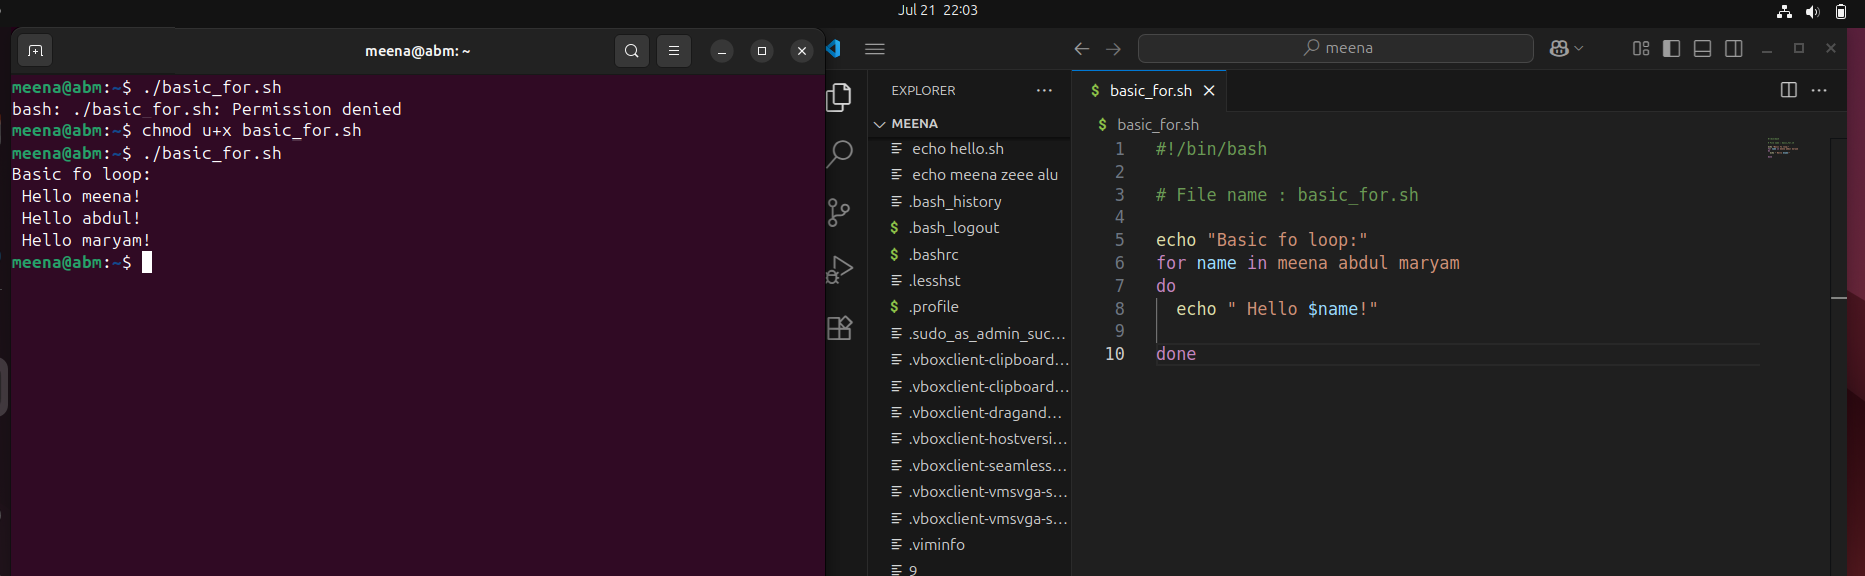 Jul 21 22:03
meena@abm: ~
meena@abm:~$ ./basic_for.sh
bash: ./basic_for.sh: Permission denied
meena@abm:~$ chmod u+x basic_for.sh
meena@abm:~$ ./basic_for.sh
Basic fo loop:
 Hello meena!
 Hello abdul!
 Hello maryam!
meena@abm:~$
meena
EXPLORER
MEENA
echo hello.sh
echo meena zeee alu
.bash_history
$ .bash_logout
$ .bashrc
.lesshst
$ .profile
.sudo_as_admin_suc...
.vboxclient-clipboard...
.vboxclient-clipboard...
.vboxclient-dragand...
.vboxclient-hostversi...
.vboxclient-seamless...
.vboxclient-vmsvga-s...
.vboxclient-vmsvga-s...
.viminfo
9
$ basic_for.sh
$ basic_for.sh
1 #!/bin/bash
2
3 # File name : basic_for.sh
4
5 echo "Basic fo loop:"
6 for name in meena abdul maryam
7 do
8   echo " Hello $name!"
9
10 done